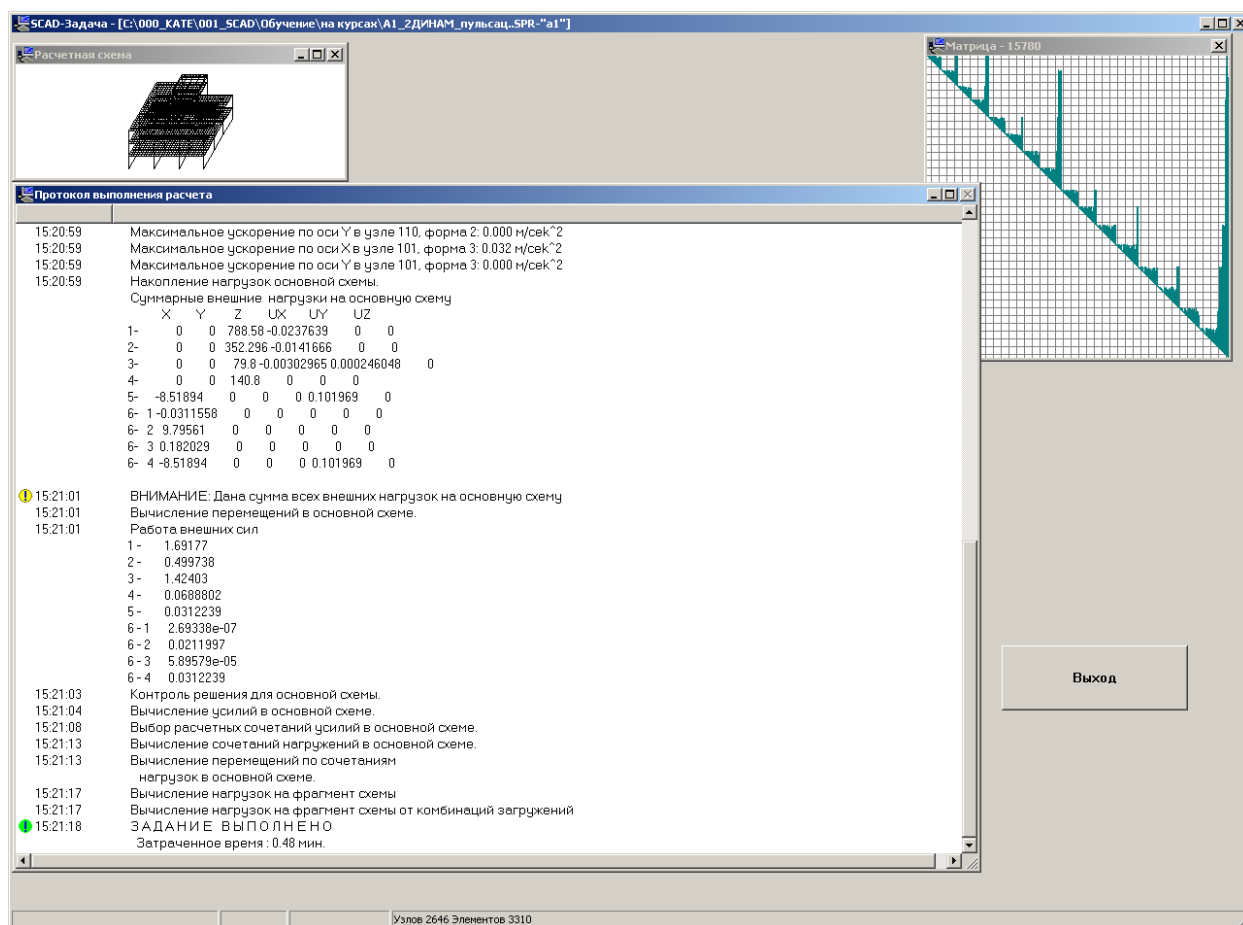 SCAD-Задача - [C:\000_KATE\001_SCAD\Обучение\на курсах\A1_2ДИНАМ_пульсац..SPR-"a1"]
Расчетная схема
Матрица - 15780
Протокол выполнения расчета
15:20:59 Максимальное ускорение по оси Y в узле 110, форма 2: 0.000 м/сек^2
15:20:59 Максимальное ускорение по оси X в узле 101, форма 3: 0.032 м/сек^2
15:20:59 Максимальное ускорение по оси Y в узле 101, форма 3: 0.000 м/сек^2
15:20:59 Накопление нагрузок основной схемы.
Суммарные внешние нагрузки на основную схему
X Y Z UX UY UZ
1- 0 0 788.58 -0.0237639 0 0
2- 0 0 352.296 -0.0141666 0 0
3- 0 0 79.8 -0.00302965 0.000246048 0
4- 0 0 140.8 0 0 0
5- -8.51894 0 0 0 0.101969 0
6- 1 -0.0311558 0 0 0 0 0
6- 2 9.79561 0 0 0 0 0
6- 3 0.182029 0 0 0 0 0
6- 4 -8.51894 0 0 0 0.101969 0
15:21:01 ВНИМАНИЕ: Дана сумма всех внешних нагрузок на основную схему
15:21:01 Вычисление перемещений в основной схеме.
15:21:01 Работа внешних сил
1 - 1.69177
2 - 0.499738
3 - 1.42403
4 - 0.0688802
5 - 0.0312239
6 - 1 2.69338e-07
6 - 2 0.0211997
6 - 3 5.89579e-05
6 - 4 0.0312239
15:21:03 Контроль решения для основной схемы.
15:21:04 Вычисление усилий в основной схеме.
15:21:08 Выбор расчетных сочетаний усилий в основной схеме.
15:21:13 Вычисление сочетаний нагружений в основной схеме.
15:21:13 Вычисление перемещений по сочетаниям
нагрузок в основной схеме.
15:21:17 Вычисление нагрузок на фрагмент схемы
15:21:17 Вычисление нагрузок на фрагмент схемы от комбинаций загружений
15:21:18 З А Д А Н И Е В Ы П О Л Н Е Н О
Затраченное время : 0.48 мин.
Выход
Узлов 2646 Элементов 3310